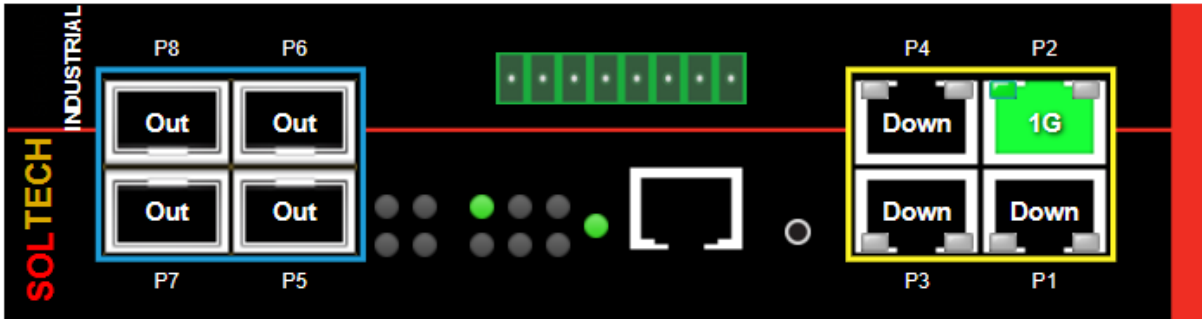 INDUSTRIAL
SOLTECH
P8 P6
Out Out
Out Out
P7 P5
P4 P2
Down 1G
Down Down
P3 P1